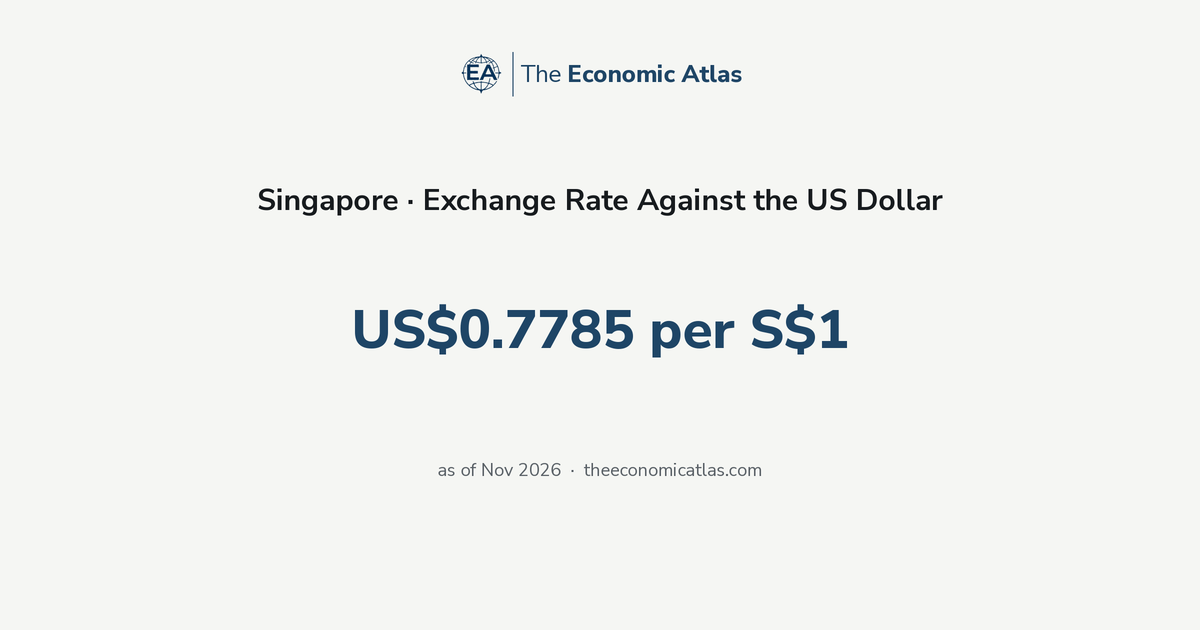 EA The Economic Atlas
Singapore · Exchange Rate Against the US Dollar
US$0.7785 per S$1
as of Nov 2026 · theeconomicatlas.com